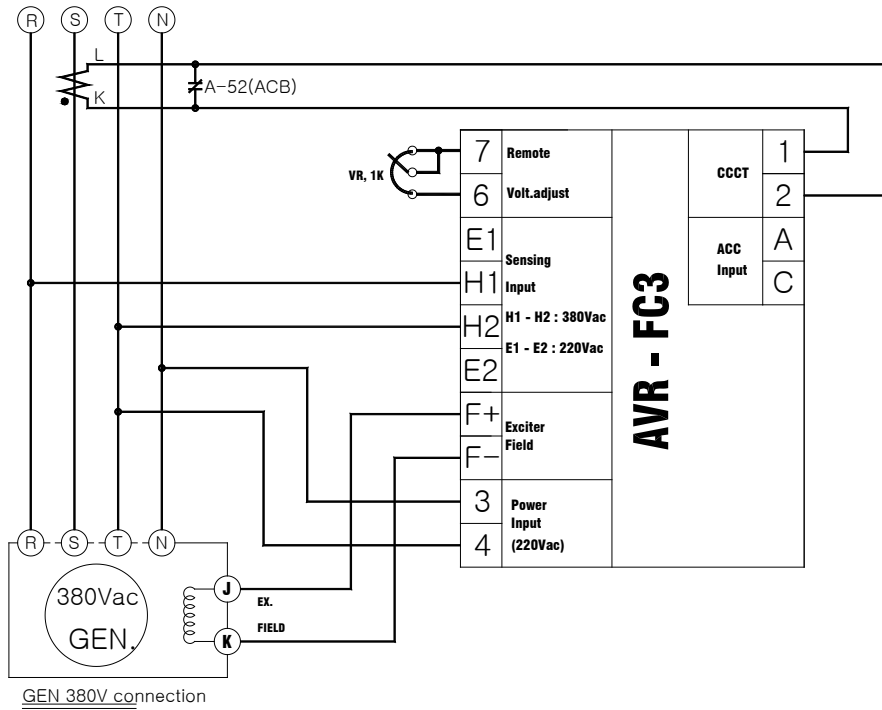 R S T N
L
A-52(ACB)
K
7 Remote
1
CCCT
VR, 1K
6 Volt.adjust
2
E1
A
ACC
Sensing
Input
H1 Input
C
H1 - H2 : 380Vac
H2
E1 - E2 : 220Vac
E2
AVR - FC3
F+
Exciter
Field
F-
3
Power
Input
4 (220Vac)
R S T N
380Vac
GEN.
J
EX.
FIELD
K
GEN 380V connection